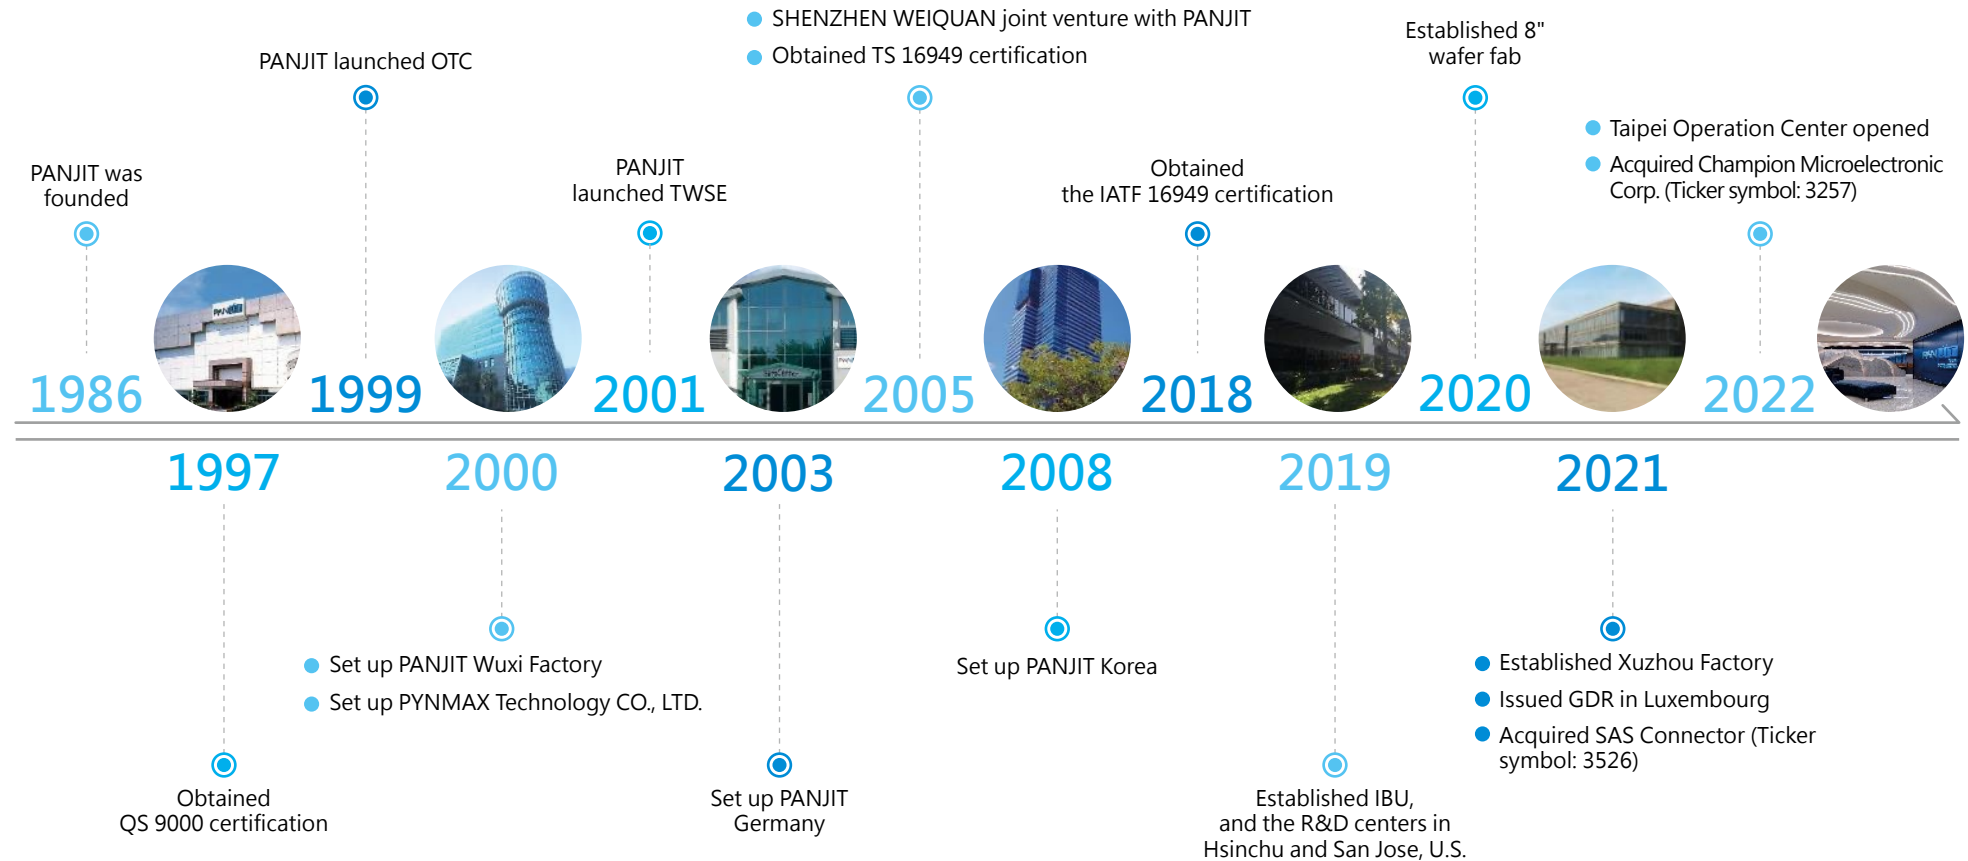 PANJIT was
founded
1986
Obtained
QS 9000 certification
1997
PANJIT launched OTC
1999
2000
Set up PANJIT Wuxi Factory
Set up PYNMAX Technology CO., LTD.
PANJIT
launched TWSE
2001
2003
Set up PANJIT
Germany
SHENZHEN WEIQUAN joint venture with PANJIT
Obtained TS 16949 certification
2005
2008
Set up PANJIT Korea
Obtained
the IATF 16949 certification
2018
2019
Established IBU,
and the R&D centers in
Hsinchu and San Jose, U.S.
Established 8"
wafer fab
2020
2021
Established Xuzhou Factory
Issued GDR in Luxembourg
Acquired SAS Connector (Ticker
symbol: 3526)
Taipei Operation Center opened
Acquired Champion Microelectronic
Corp. (Ticker symbol: 3257)
2022
PANJIT
PANJIT